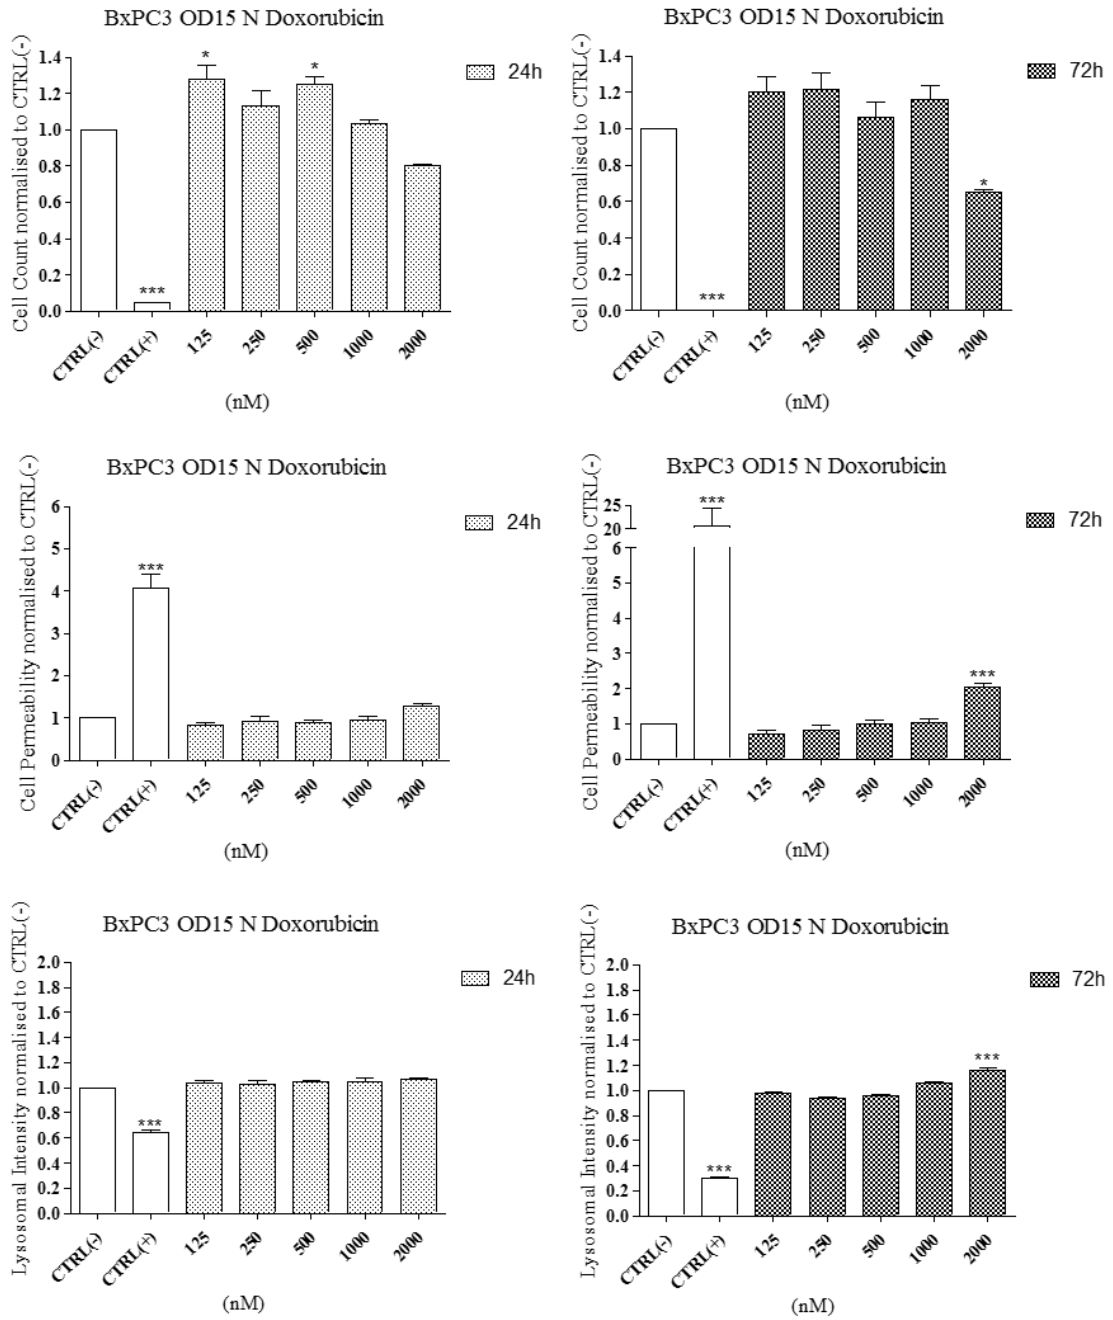 BxPC3 OD15 N Doxorubicin
Cell Count normalised to CTRL(-)
1.4
1.2
1.0
0.8
0.6
0.4
0.2
0.0
*
*
***
24h
CTRL(-)
CTRL(+)
125
250
500
1000
2000
(nM)
BxPC3 OD15 N Doxorubicin
Cell Count normalised to CTRL(-)
1.4
1.2
1.0
0.8
0.6
0.4
0.2
0.0
***
*
72h
CTRL(-)
CTRL(+)
125
250
500
1000
2000
(nM)
BxPC3 OD15 N Doxorubicin
Cell Permeability normalised to CTRL(-)
6
5
4
3
2
1
0
***
24h
CTRL(-)
CTRL(+)
125
250
500
1000
2000
(nM)
BxPC3 OD15 N Doxorubicin
Cell Permeability normalised to CTRL(-)
25
20
6
5
4
3
2
1
0
***
***
72h
CTRL(-)
CTRL(+)
125
250
500
1000
2000
(nM)
BxPC3 OD15 N Doxorubicin
Lysosomal Intensity normalised to CTRL(-)
2.0
1.8
1.6
1.4
1.2
1.0
0.8
0.6
0.4
0.2
0.0
***
24h
CTRL(-)
CTRL(+)
125
250
500
1000
2000
(nM)
BxPC3 OD15 N Doxorubicin
Lysosomal Intensity normalised to CTRL(-)
2.0
1.8
1.6
1.4
1.2
1.0
0.8
0.6
0.4
0.2
0.0
***
***
72h
CTRL(-)
CTRL(+)
125
250
500
1000
2000
(nM)